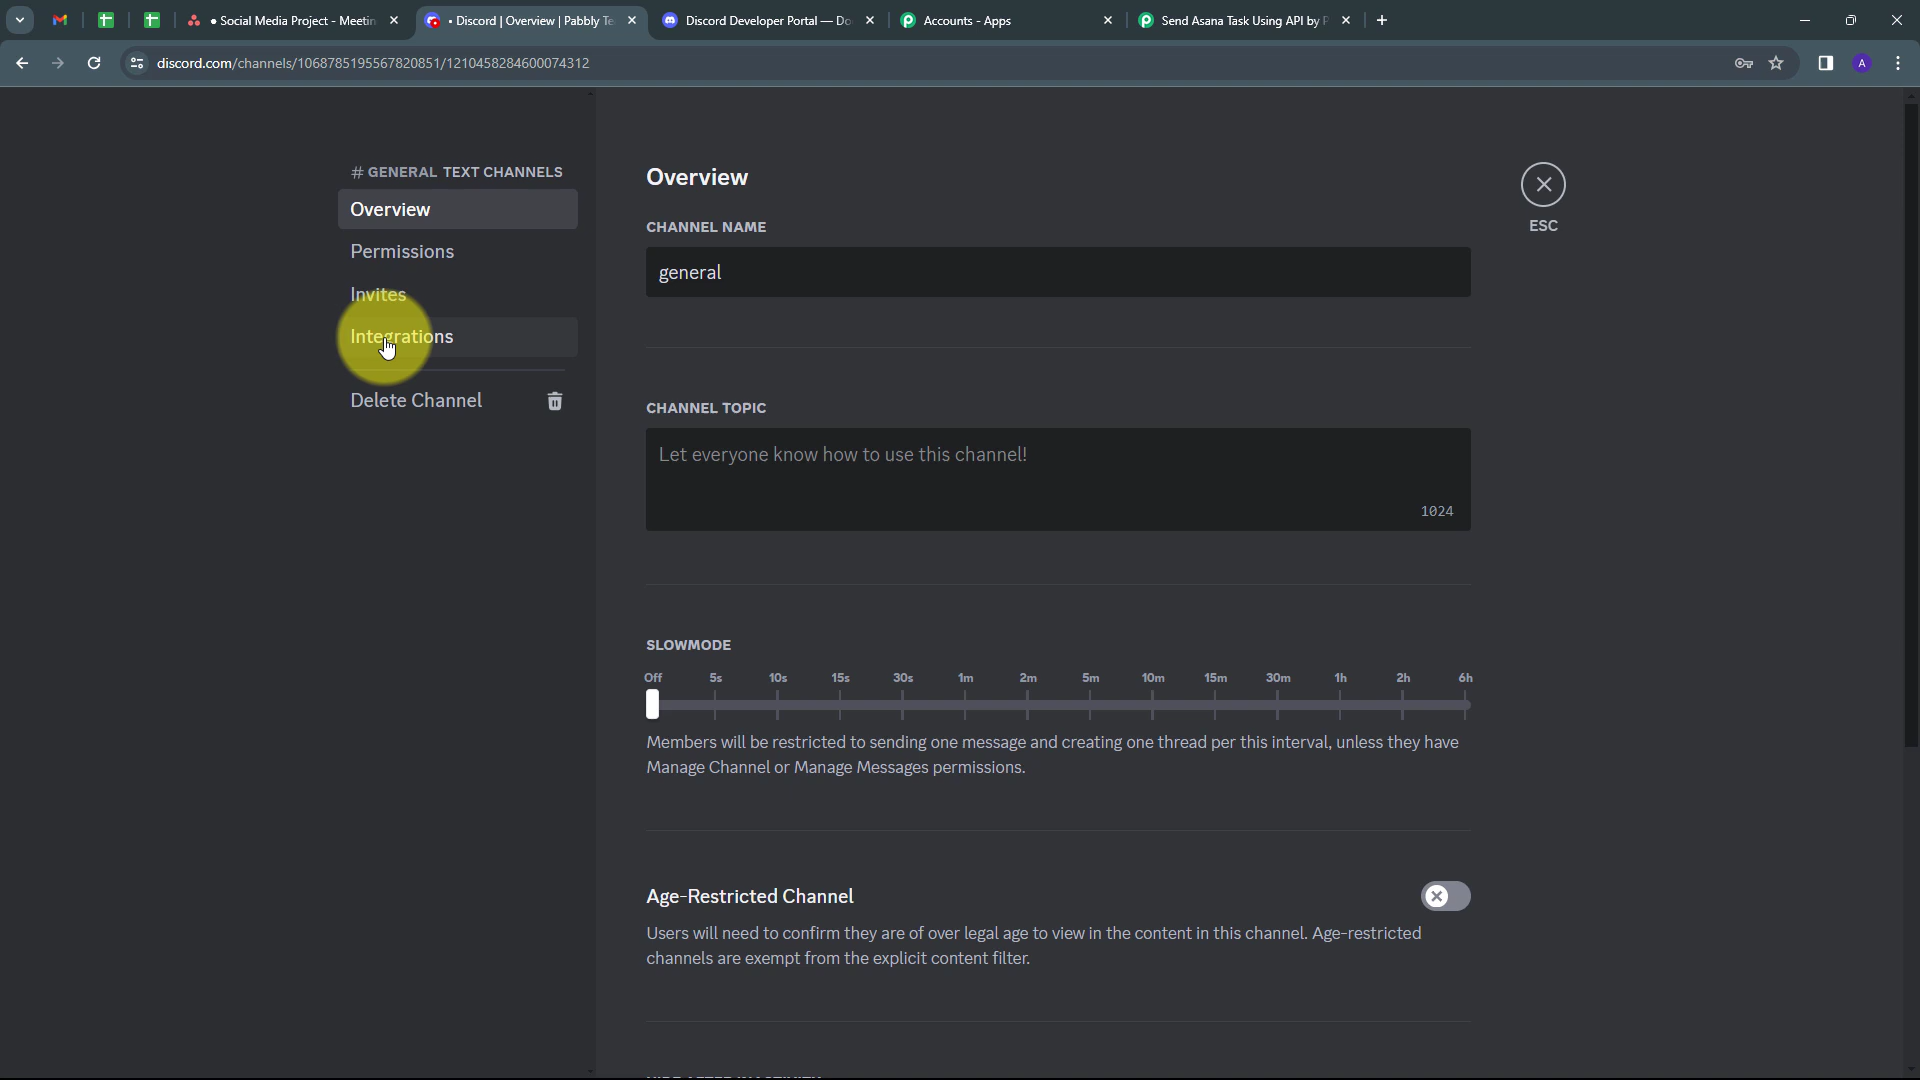 • Social Media Project - Meetin
• Discord | Overview | Pabbly Te
Discord Developer Portal — Do
Accounts - Apps
Send Asana Task Using API by P
discord.com/channels/1068785195567820851/1210458284600074312
A
# GENERAL TEXT CHANNELS
Overview
Permissions
Invites
Integrations
Delete Channel
Overview
ESC
CHANNEL NAME
general
CHANNEL TOPIC
Let everyone know how to use this channel!
1024
SLOWMODE
Off 5s 10s 15s 30s 1m 2m 5m 10m 15m 30m 1h 2h 6h
Members will be restricted to sending one message and creating one thread per this interval, unless they have
Manage Channel or Manage Messages permissions.
Age-Restricted Channel
Users will need to confirm they are of over legal age to view in the content in this channel. Age-restricted
channels are exempt from the explicit content filter.